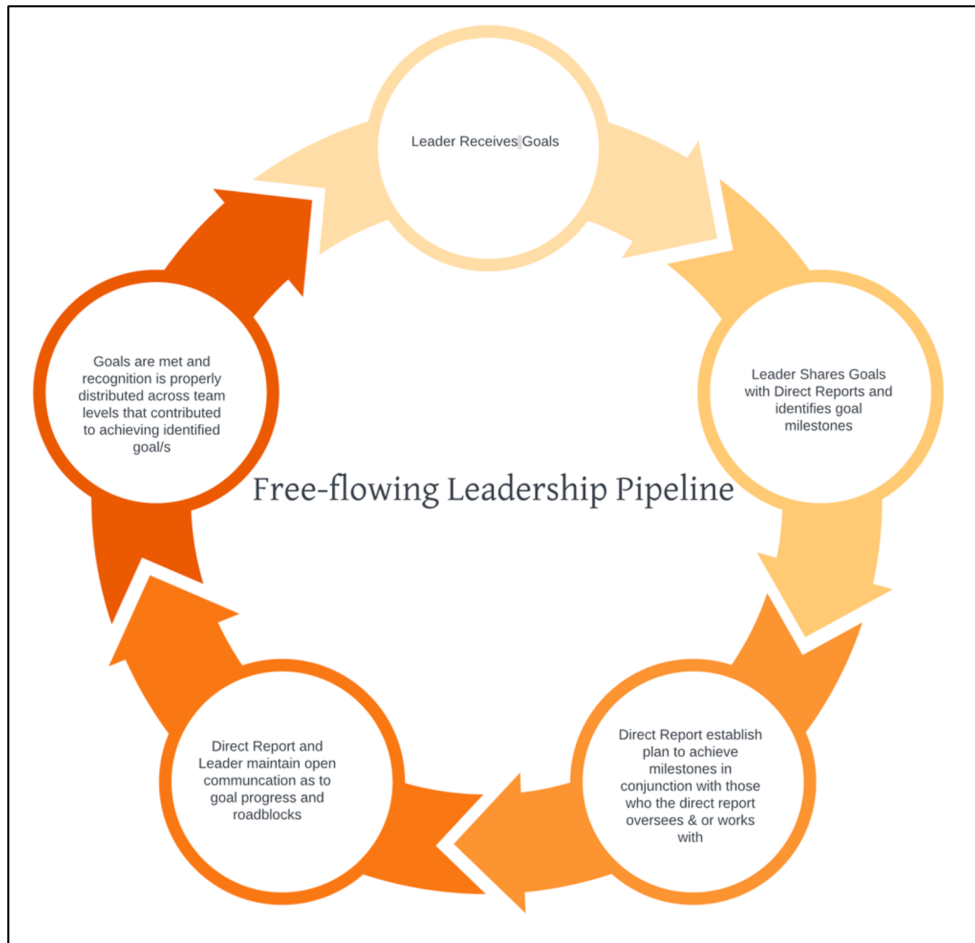 Leader Receives Goals
Leader Shares Goals
with Direct Reports and
identifies goal
milestones
Direct Report establish
plan to achieve
milestones in
conjunction with those
who the direct report
oversees & or works
with
Direct Report and
Leader maintain open
communcation as to
goal progress and
roadblocks
Goals are met and
recognition is properly
distributed across team
levels that contributed
to achieving identified
goal/s
Free-flowing Leadership Pipeline